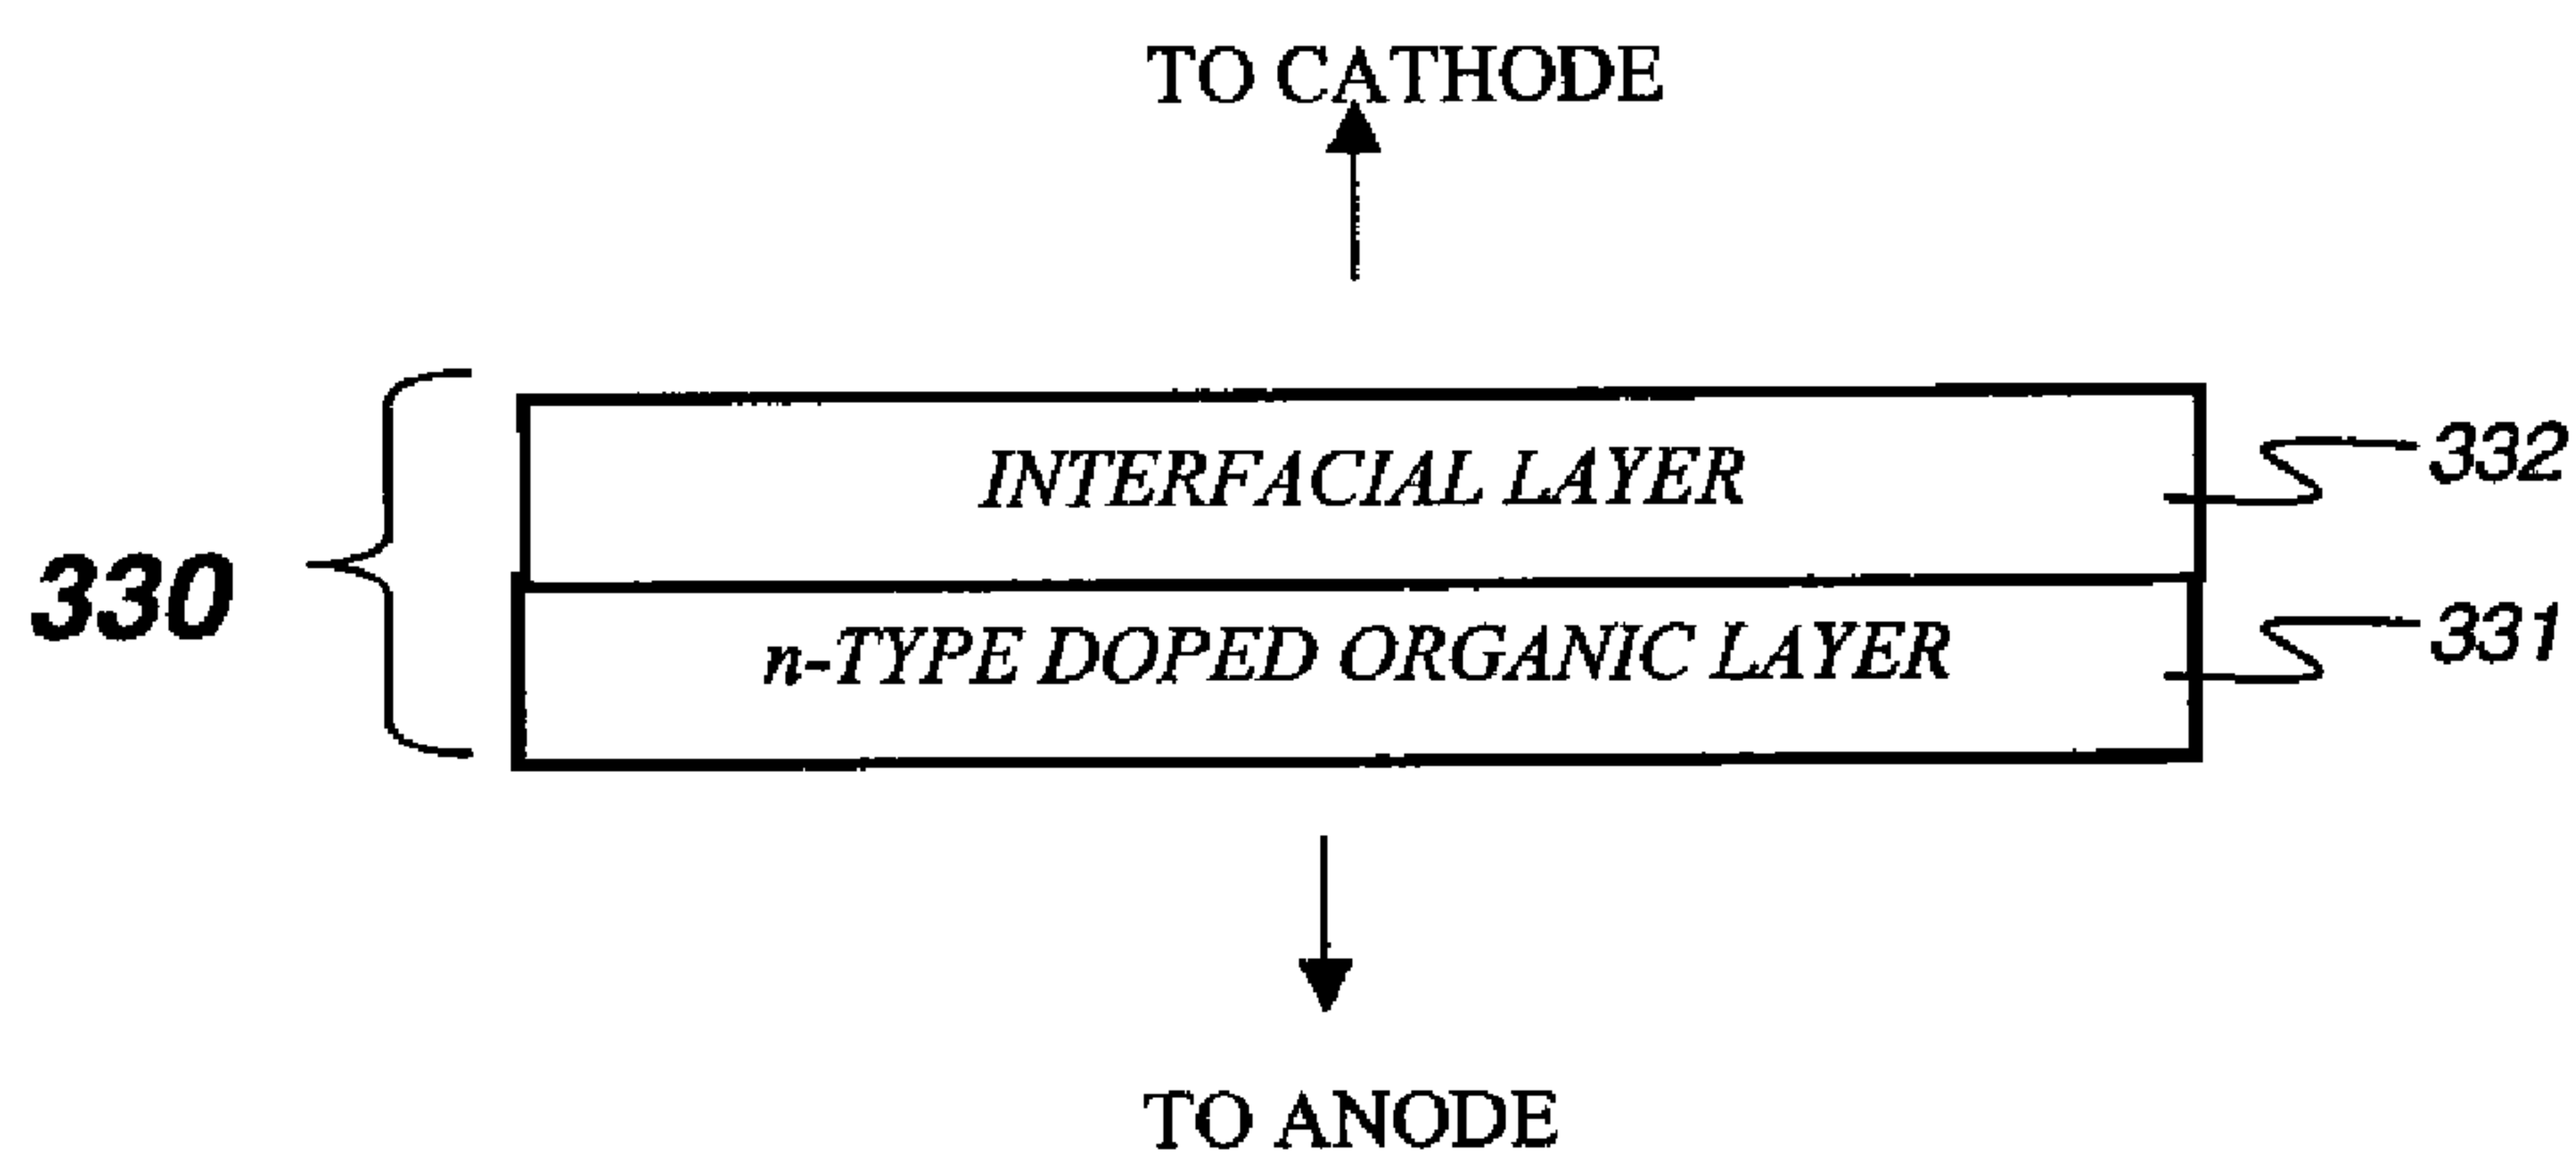 TO CATHODE
INTERFACIAL LAYER
332
330
n-TYPE DOPED ORGANIC LAYER
331
TO ANODE